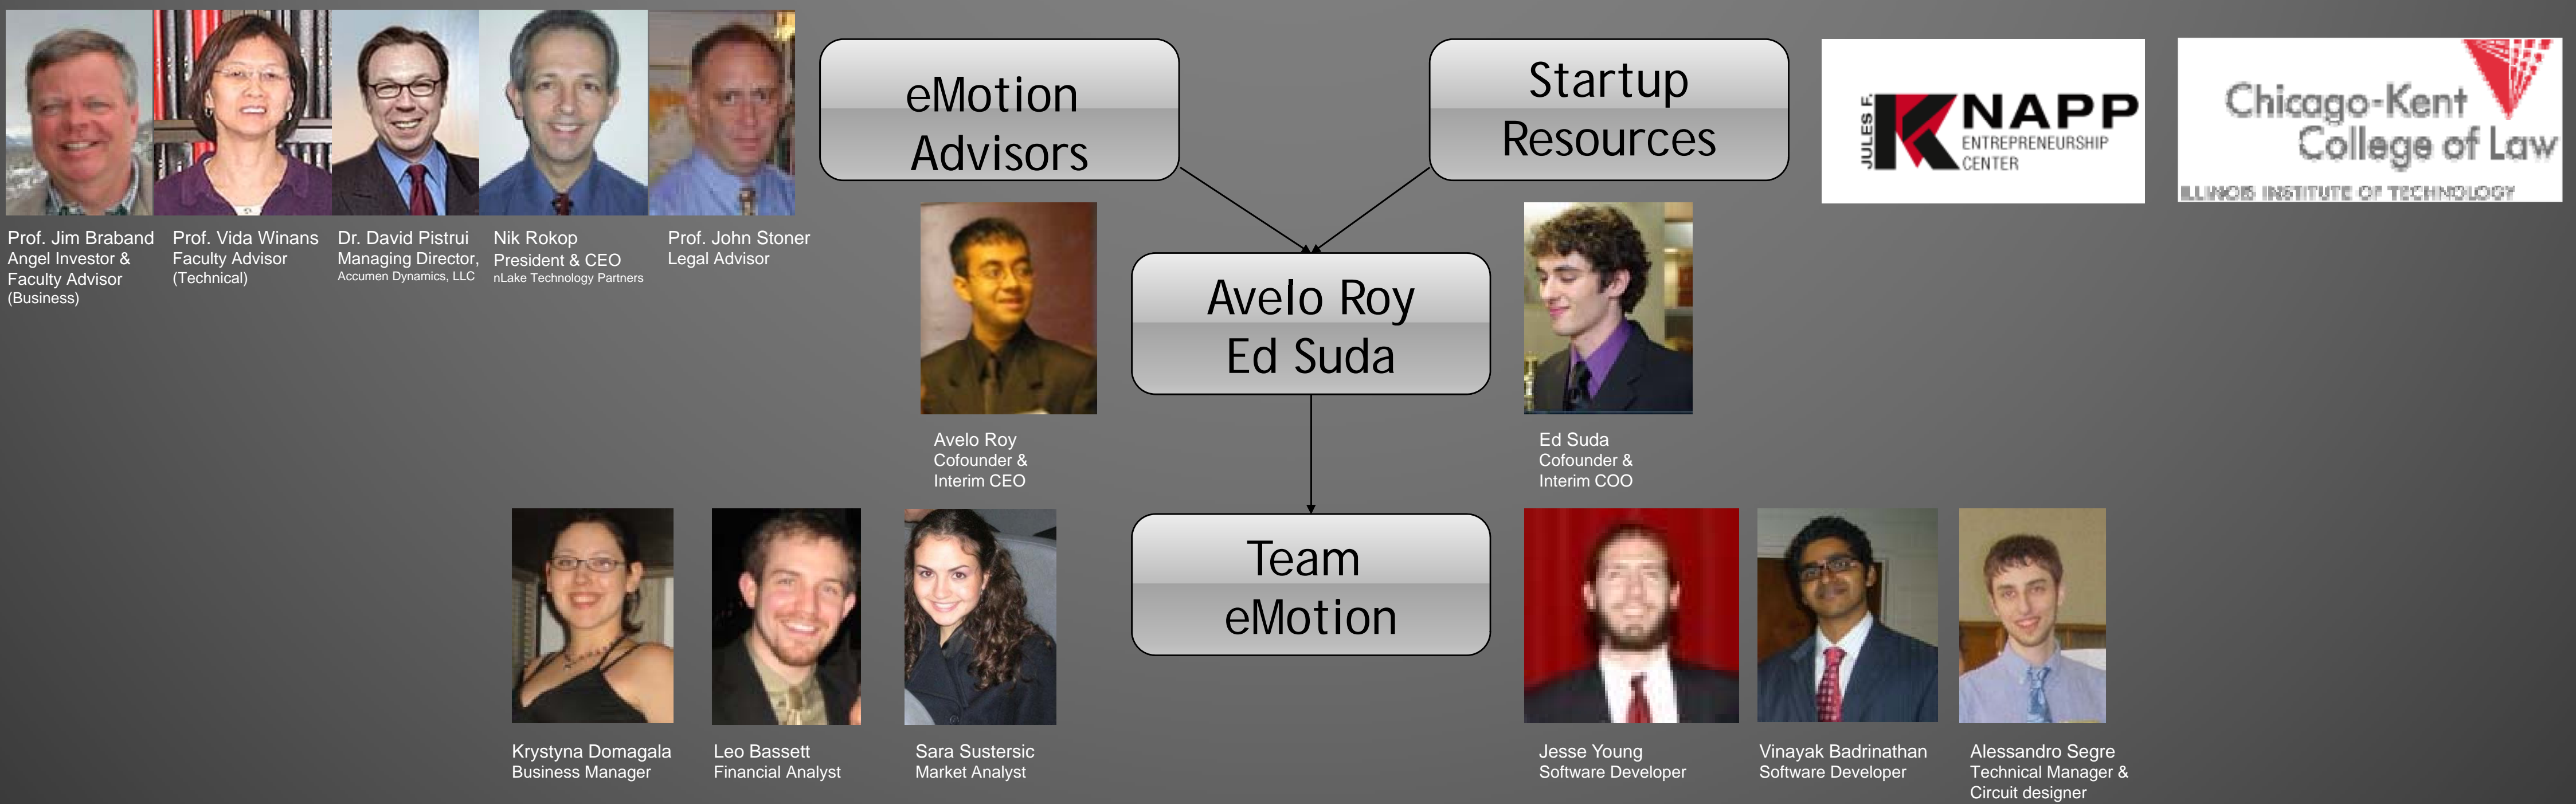 eMotion
Advisors
Startup
Resources
JULES F.
KNAPP
ENTREPRENEURSHIP
CENTER
Chicago-Kent
College of Law
ILLINOIS INSTITUTE OF TECHNOLOGY
Prof. Jim Braband
Angel Investor &
Faculty Advisor
(Business)
Prof. Vida Winans
Faculty Advisor
(Technical)
Dr. David Pistrui
Managing Director,
Accumen Dynamics, LLC
Nik Rokop
President & CEO
nLake Technology Partners
Prof. John Stoner
Legal Advisor
Avelo Roy
Ed Suda
Avelo Roy
Cofounder &
Interim CEO
Ed Suda
Cofounder &
Interim COO
Team
eMotion
Krystyna Domagala
Business Manager
Leo Bassett
Financial Analyst
Sara Sustersic
Market Analyst
Jesse Young
Software Developer
Vinayak Badrinathan
Software Developer
Alessandro Segre
Technical Manager &
Circuit designer